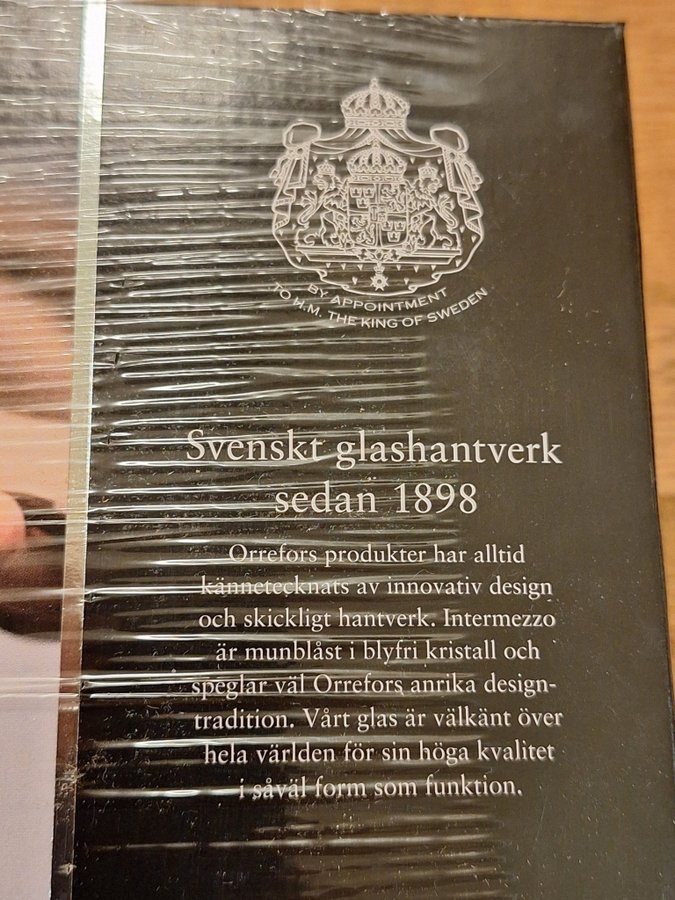 BY APPOINTMENT
TO H.M. THE KING OF SWEDEN
Svenskt glashantverk
sedan 1898
Orrefors produkter har alltid
kännetecknats av innovativ design
och skickligt hantverk. Intermezzo
är munblåst i blyfri kristall och
speglar väl Orrefors anrika design-
tradition. Vårt glas är välkänt över
hela världen för sin höga kvalitet
i såväl form som funktion.